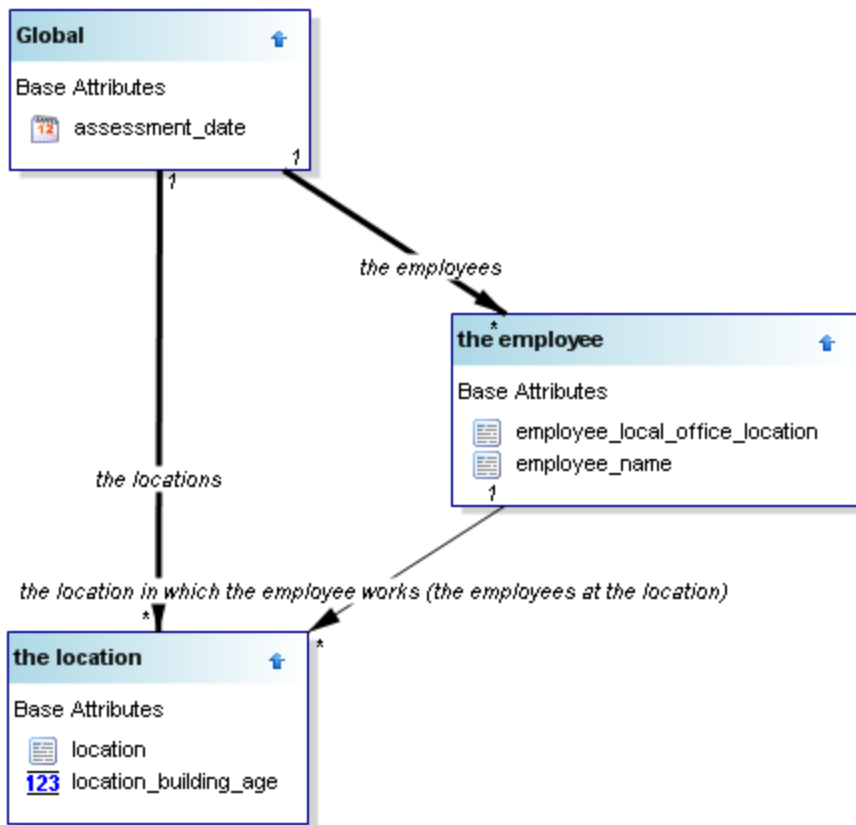 Global
Base Attributes
12 assessment_date
1
1
the employees
*
the employee
Base Attributes
employee_local_office_location
employee_name
1
the locations
the location in which the employee works (the employees at the location)
*
*
the location
Base Attributes
location
123 location_building_age